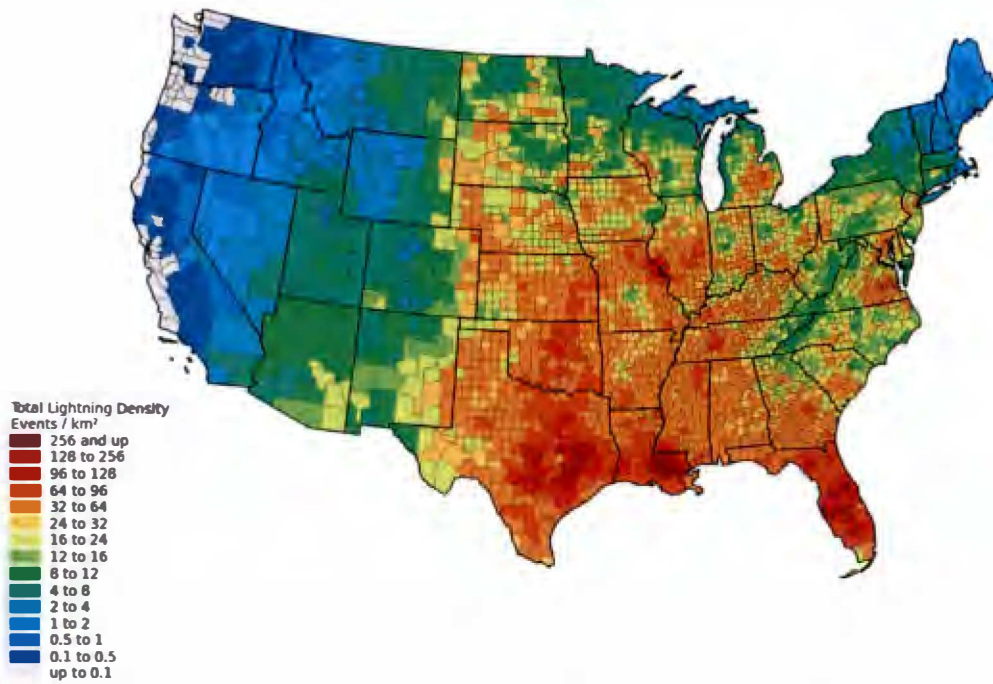 Total Lightning Density
Events / km²
256 and up
128 to 256
96 to 128
64 to 96
32 to 64
24 to 32
16 to 24
12 to 16
8 to 12
4 to 8
2 to 4
1 to 2
0.5 to 1
0.1 to 0.5
up to 0.1